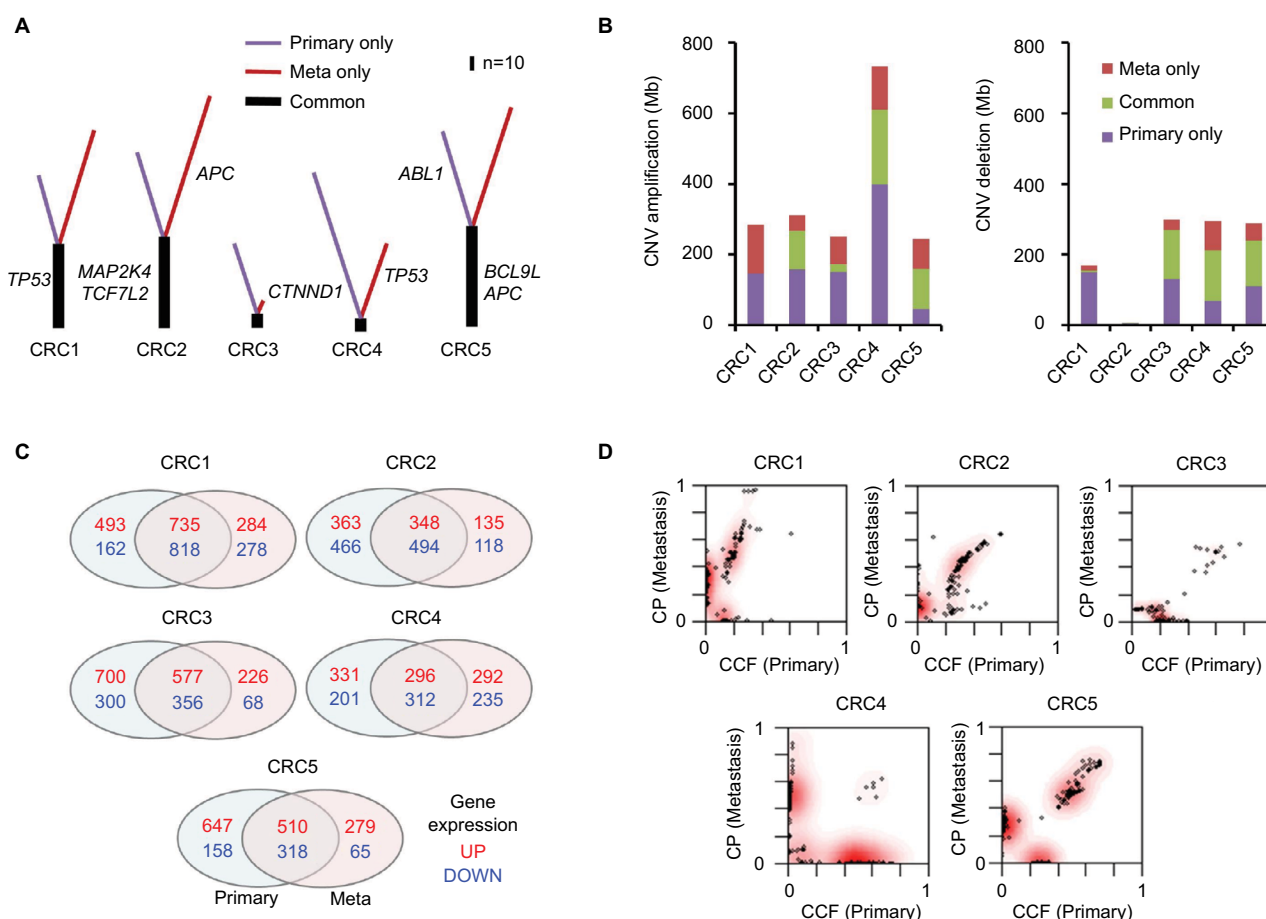 A
Primary only
Meta only
Common
n=10
APC
ABL1
TP53
MAP2K4
TCF7L2
CTNND1
TP53
BCL9L
APC
CRC1 CRC2 CRC3 CRC4 CRC5
B
CNV amplification (Mb)
800
600
400
200
0
CRC1 CRC2 CRC3 CRC4 CRC5
CNV deletion (Mb)
800
600
400
200
0
Meta only
Common
Primary only
CRC1 CRC2 CRC3 CRC4 CRC5
C
CRC1
493 735 284
162 818 278
CRC2
363 348 135
466 494 118
CRC3
700 577 226
300 356 68
CRC4
331 296 292
201 312 235
CRC5
647 510 279
158 318 65
Primary Meta
Gene
expression
UP
DOWN
D
CRC1
CP (Metastasis)
1
0
0 1
CCF (Primary)
CRC2
CP (Metastasis)
1
0
0 1
CCF (Primary)
CRC3
CP (Metastasis)
1
0
0 1
CCF (Primary)
CRC4
CP (Metastasis)
1
0
0 1
CCF (Primary)
CRC5
CP (Metastasis)
1
0
0 1
CCF (Primary)